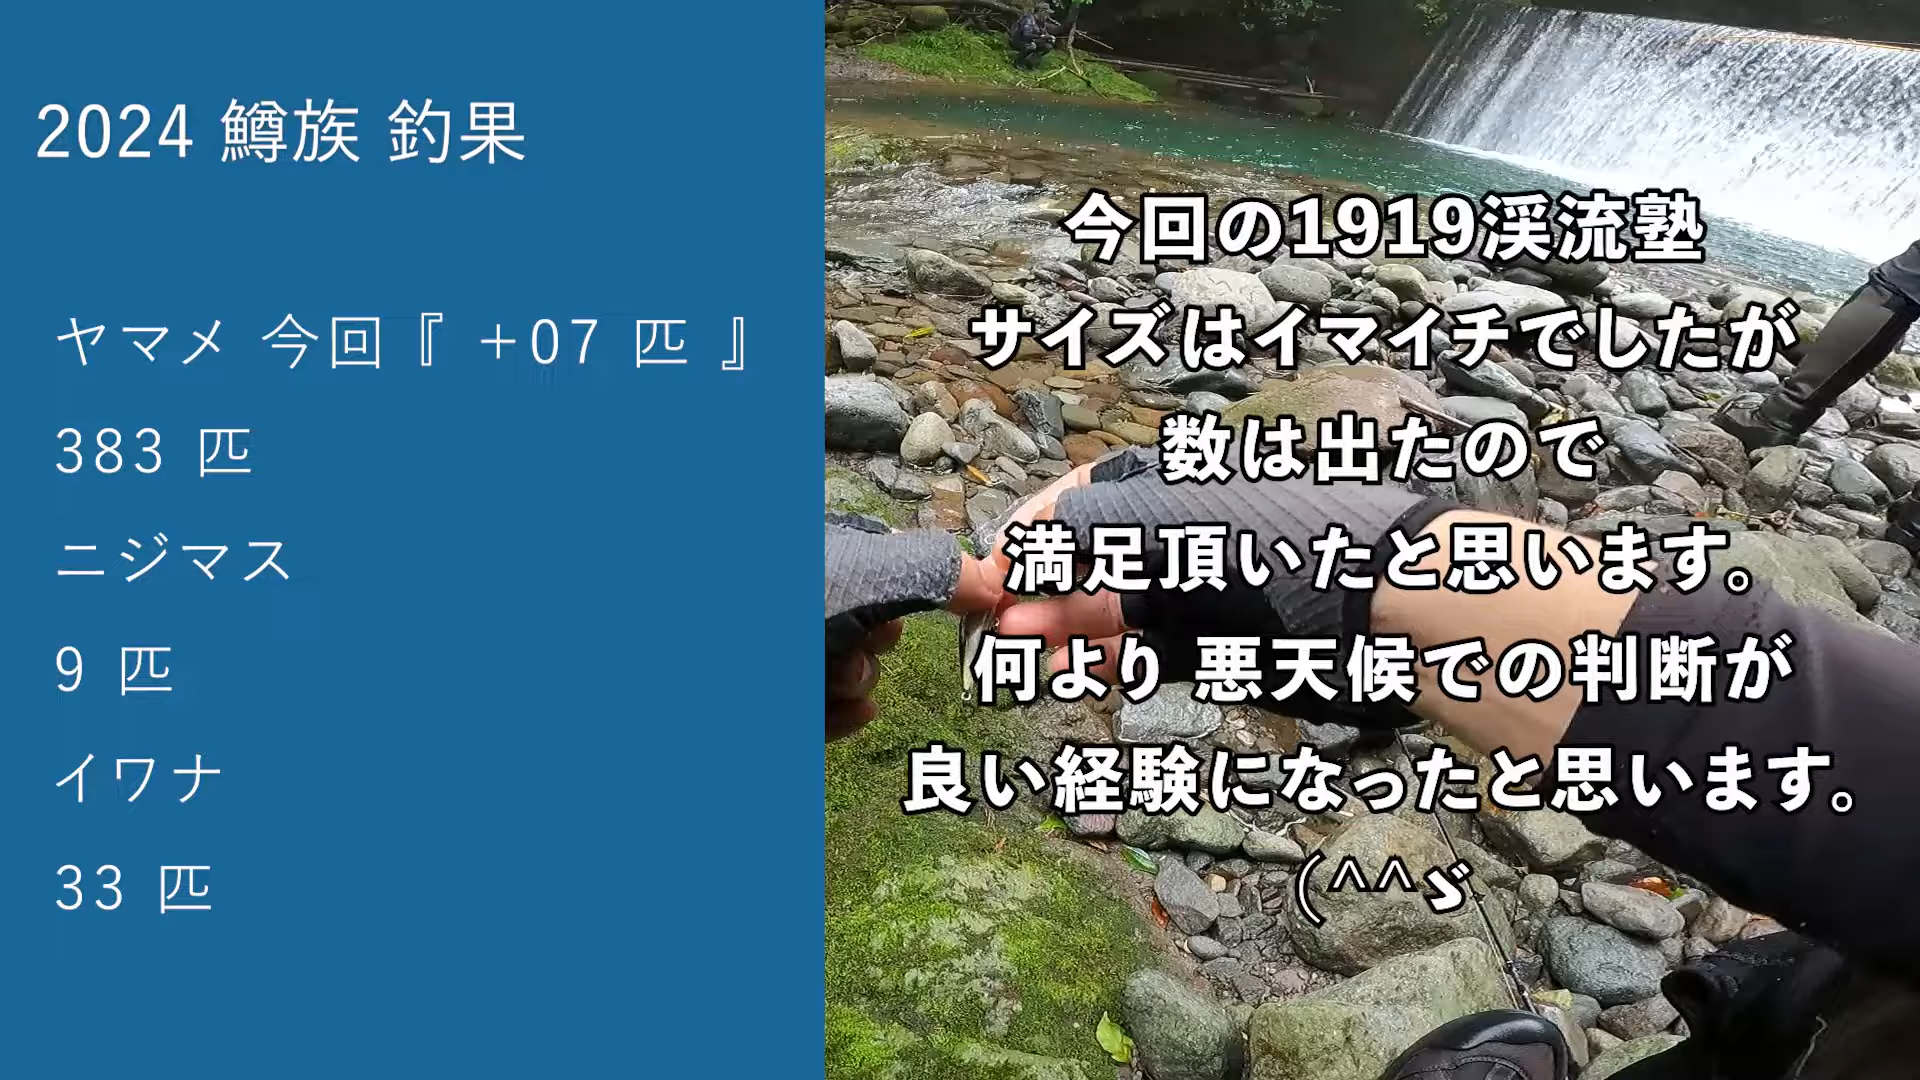 2024 鱒族 釣果
ヤマメ 今回『 +07 匹 』
383 匹
ニジマス
9 匹
イワナ
33 匹
今回の1919渓流塾
サイズはイマイチでしたが
数は出たので
満足頂いたと思います。
何より 悪天候での判断が
良い経験になったと思います。
(^^ゞ